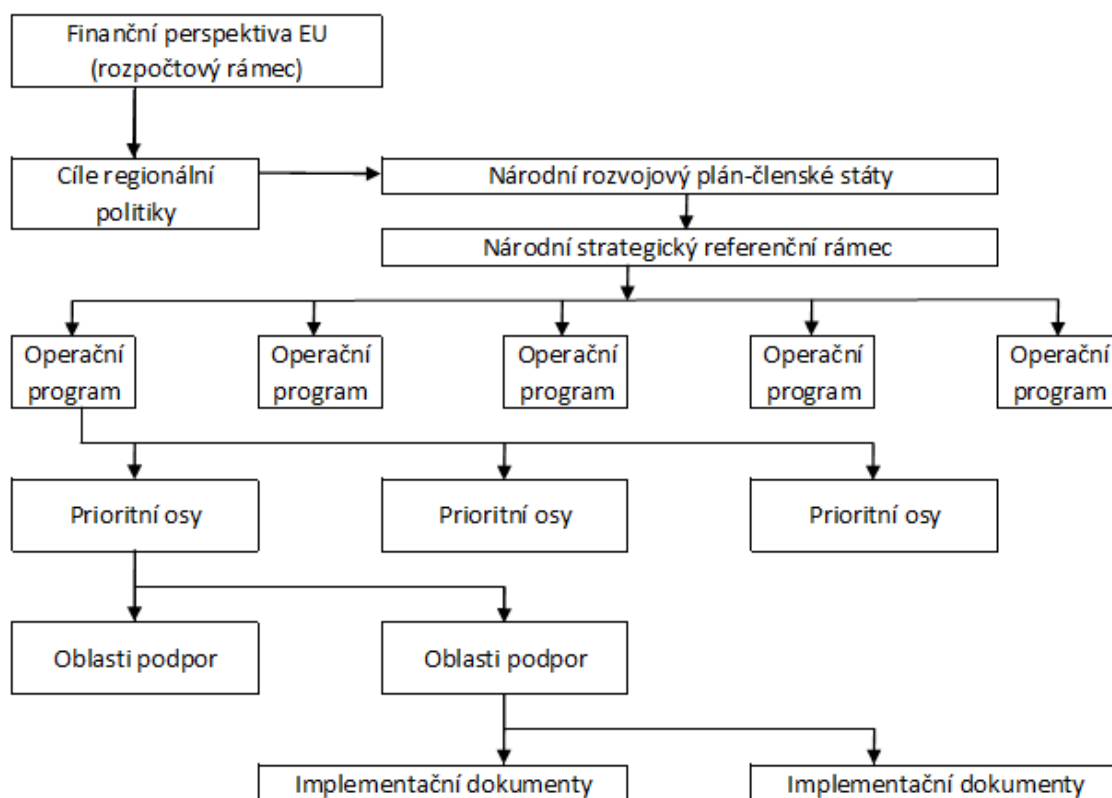 Finanční perspektiva EU
(rozpočtový rámec)
Cíle regionální
politiky
Národní rozvojový plán-členské státy
Národní strategický referenční rámec
Operační
program
Operační
program
Operační
program
Operační
program
Operační
program
Prioritní osy
Prioritní osy
Prioritní osy
Oblasti podpor
Oblasti podpor
Implementační dokumenty
Implementační dokumenty